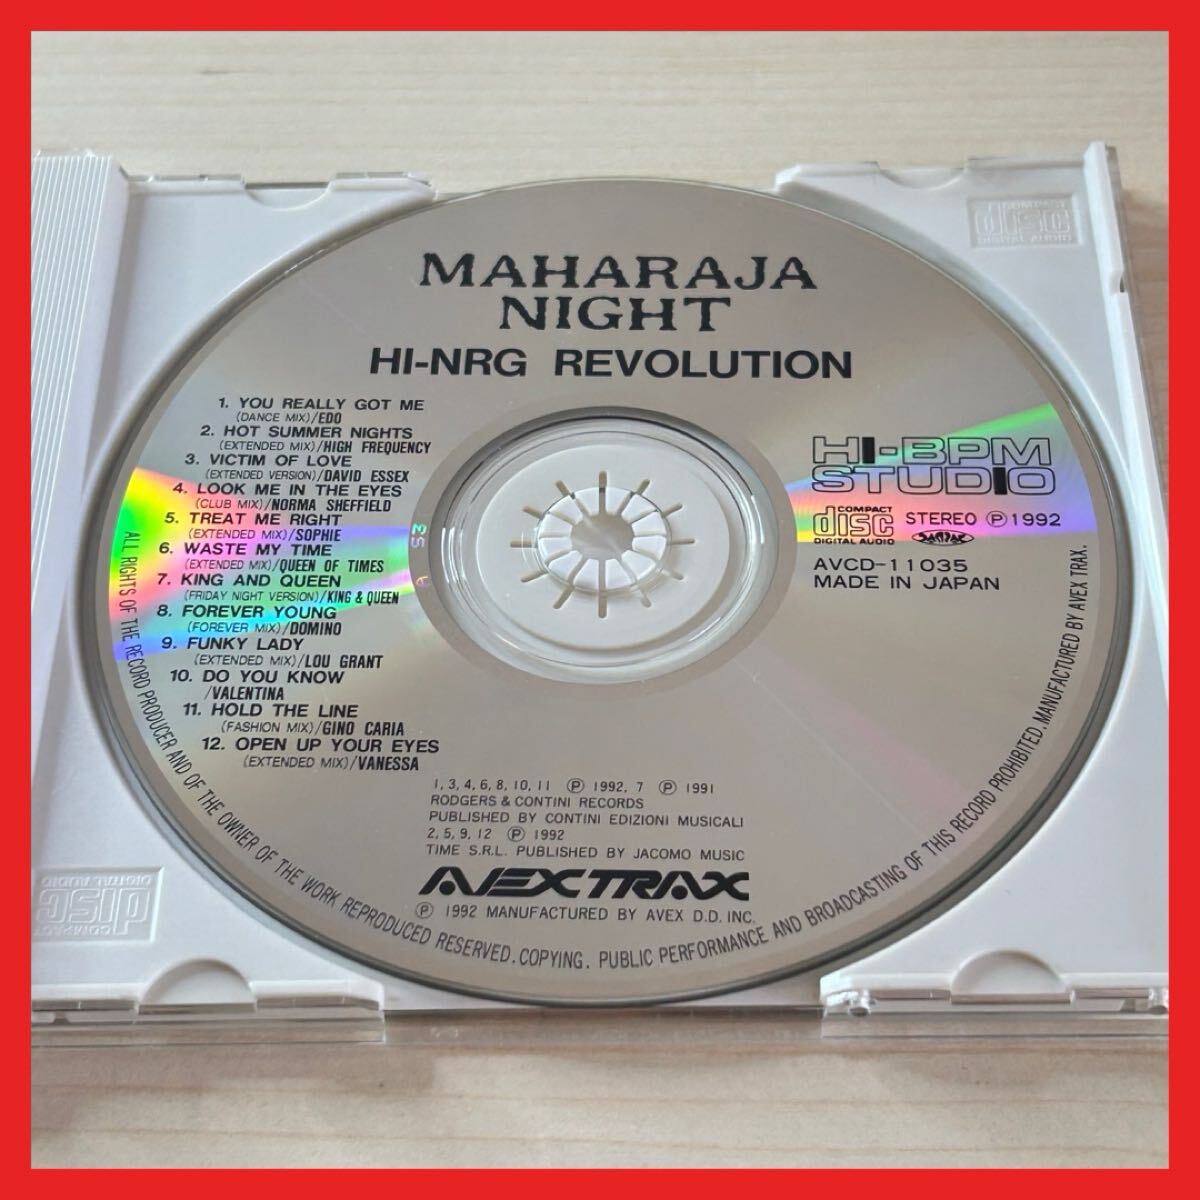 MAHARAJA
NIGHT
HI-NRG REVOLUTION
1. YOU REALLY GOT ME
(DANCE MIX)/EDO
2. HOT SUMMER NIGHTS
(EXTENDED MIX)/HIGH FREQUENCY
3. VICTIM OF LOVE
(EXTENDED VERSION)/DAVID ESSEX
4. LOOK ME IN THE EYES
(CLUB MIX)/NORMA SHEFFIELD
5. TREAT ME RIGHT
(EXTENDED MIX)/SOPHIE
6. WASTE MY TIME
(EXTENDED MIX)/QUEEN OF TIMES
7. KING AND QUEEN
(FRIDAY NIGHT VERSION)/KING & QUEEN
8. FOREVER YOUNG
(FOREVER MIX)/DOMINO
9. FUNKY LADY
(EXTENDED MIX)/LOU GRANT
10. DO YOU KNOW
/VALENTINA
11. HOLD THE LINE
(FASHION MIX)/GINO CARIA
12. OPEN UP YOUR EYES
(EXTENDED MIX)/VANESSA
HI-BPM
STUDIO
COMPACT
disc
DIGITAL AUDIO
STEREO Ⓟ1992
AVCD-11035
MADE IN JAPAN
1, 3, 4, 6, 8, 10, 11 Ⓟ 1992, 7 Ⓟ 1991
RODGERS & CONTINI RECORDS
PUBLISHED BY CONTINI EDIZIONI MUSICALI
2, 5, 9, 12 Ⓟ 1992
TIME S.R.L. PUBLISHED BY JACOMO MUSIC
AVEX TRAX
Ⓟ 1992 MANUFACTURED BY AVEX D.D. INC.
ALL RIGHTS OF THE RECORD PRODUCER AND OF THE OWNER OF THE WORK REPRODUCED RESERVED. COPYING, PUBLIC PERFORMANCE AND BROADCASTING OF THIS RECORD PROHIBITED. MANUFACTURED BY AVEX TRAX.
COMPACT
disc
DIGITAL AUDIO
COMPACT
disc
DIGITAL AUDIO